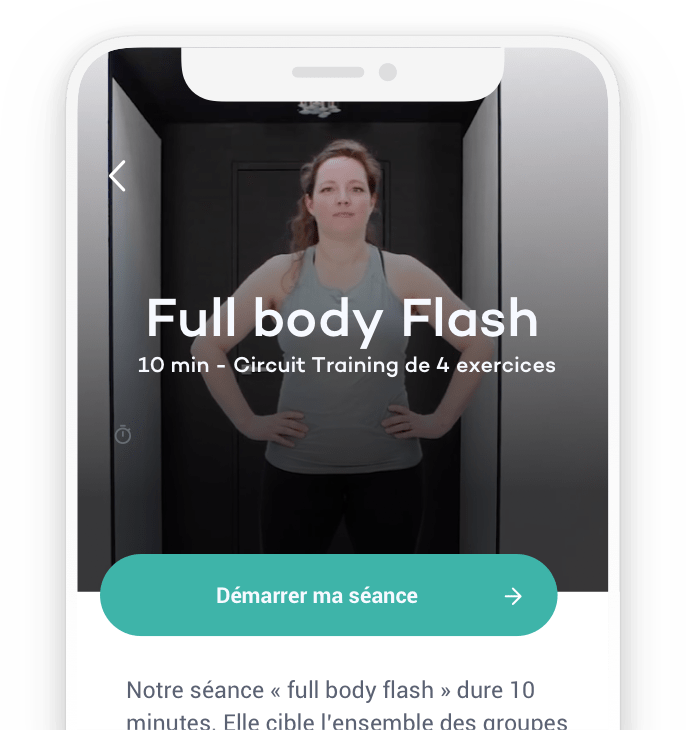 Full body Flash
10 min - Circuit Training de 4 exercices
Démarrer ma séance
Notre séance « full body flash » dure 10
minutes. Elle cible l'ensemble des groupes